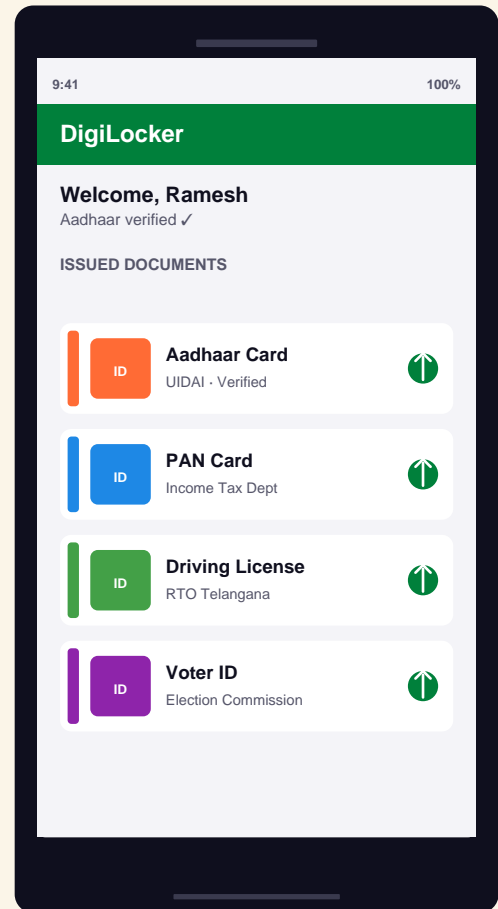 9:41 100%
DigiLocker
Welcome, Ramesh
Aadhaar verified ✓
ISSUED DOCUMENTS
ID
Aadhaar Card
UIDAI · Verified
ID
PAN Card
Income Tax Dept
ID
Driving License
RTO Telangana
ID
Voter ID
Election Commission